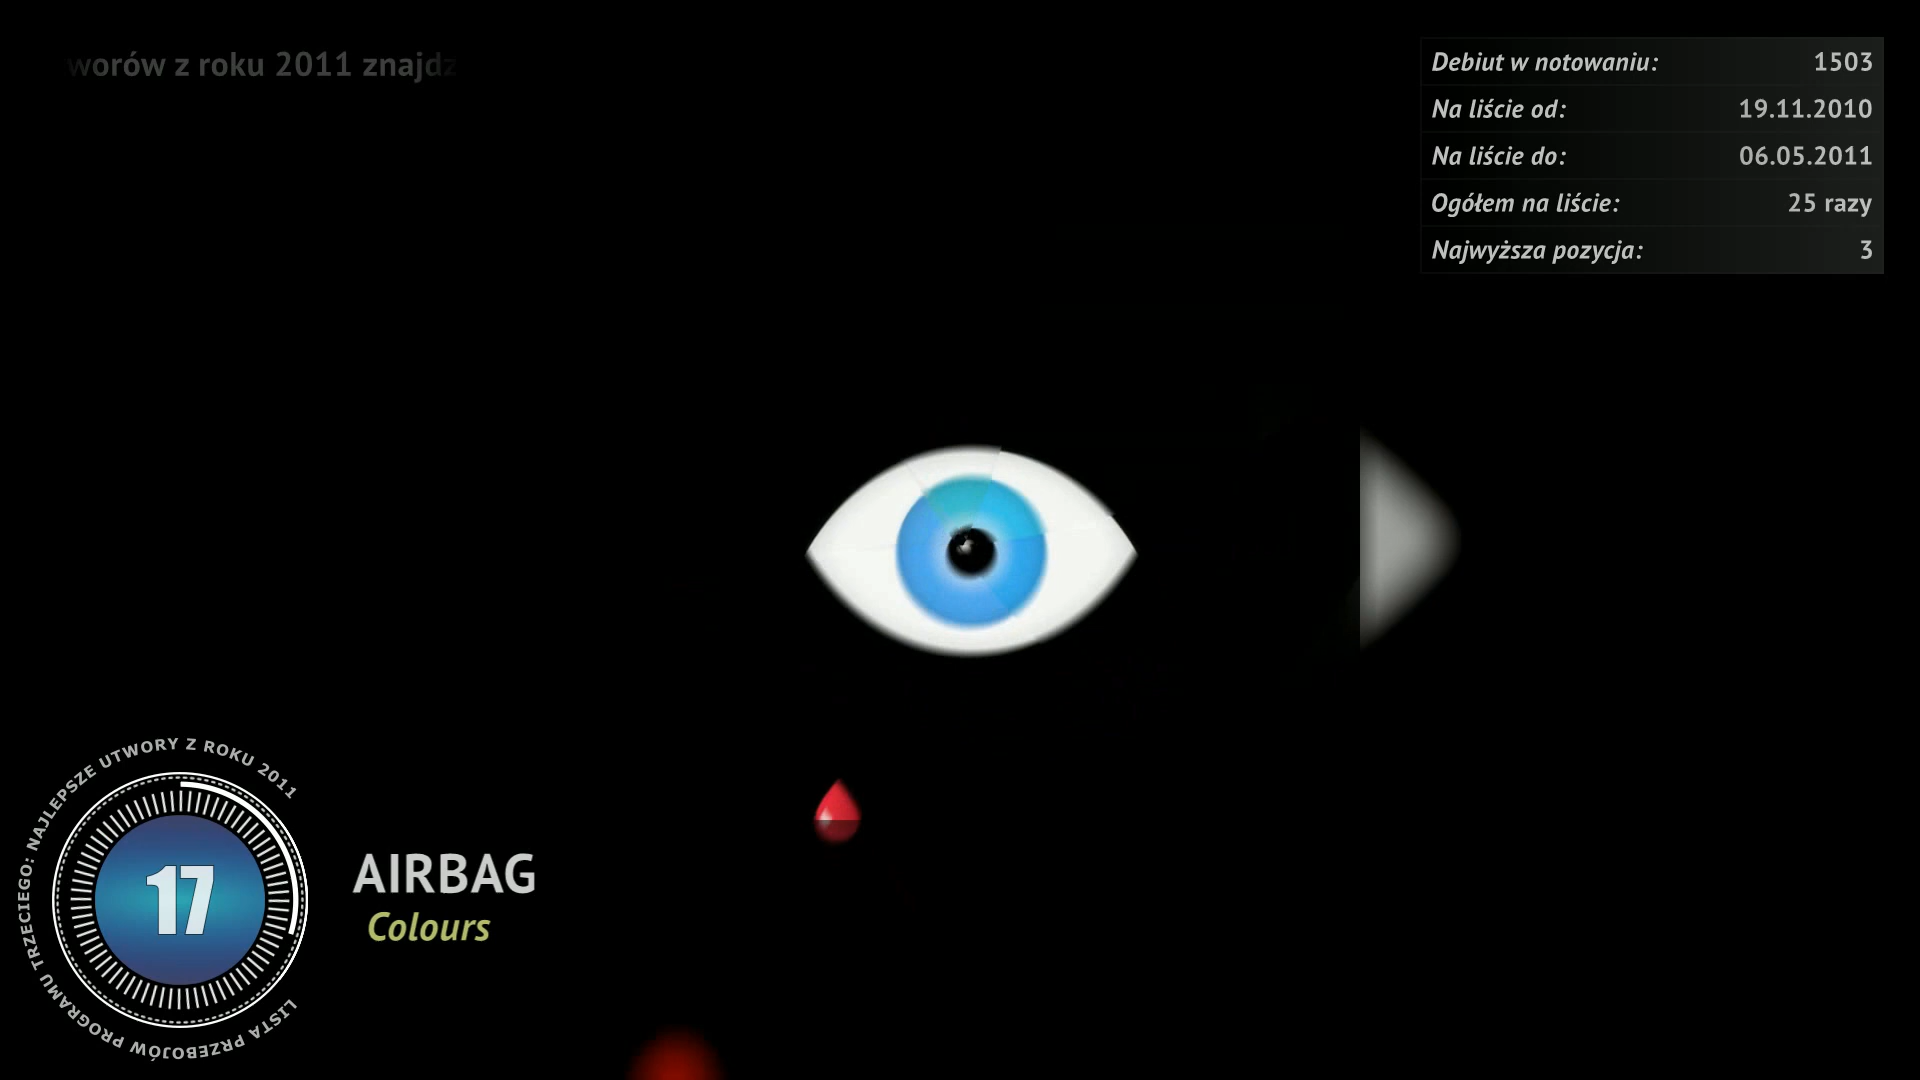 worów z roku 2011 znajdz
Debiut w notowaniu: 1503
Na liście od: 19.11.2010
Na liście do: 06.05.2011
Ogółem na liście: 25 razy
Najwyższa pozycja: 3
LISTA PRZEBOJÓW PROGRAMU TRZECIEGO: NAJLEPSZE UTWORY Z ROKU 2011
17
AIRBAG
Colours